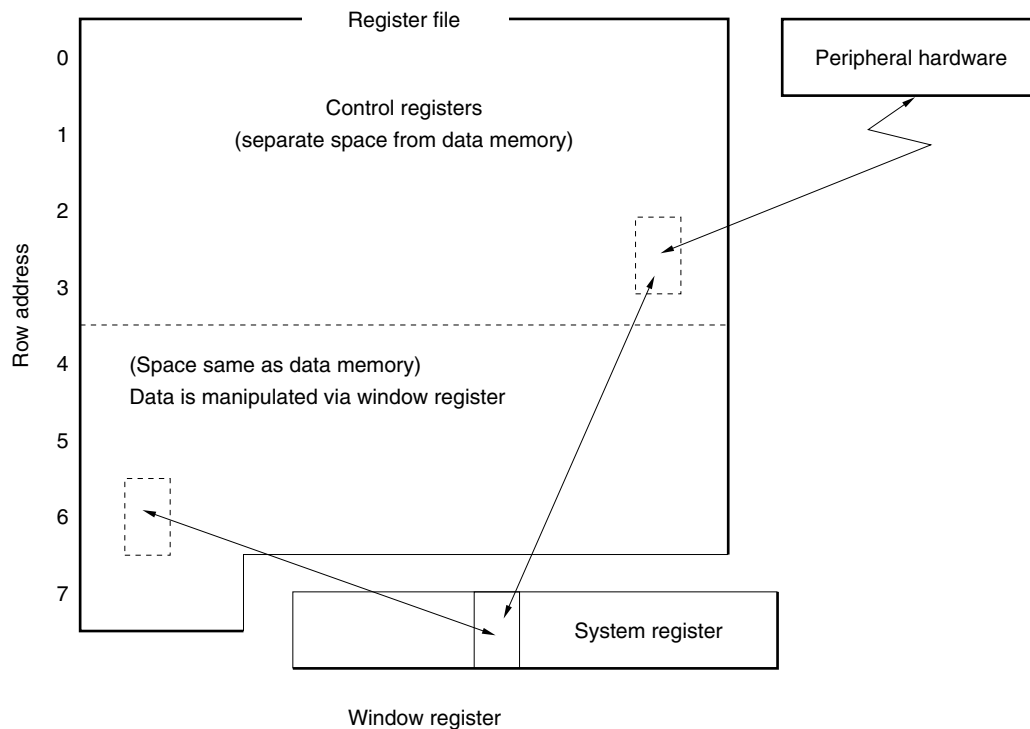 Register file
Peripheral hardware
Control registers
(separate space from data memory)
Row address
0
1
2
3
4
5
6
7
(Space same as data memory)
Data is manipulated via window register
System register
Window register